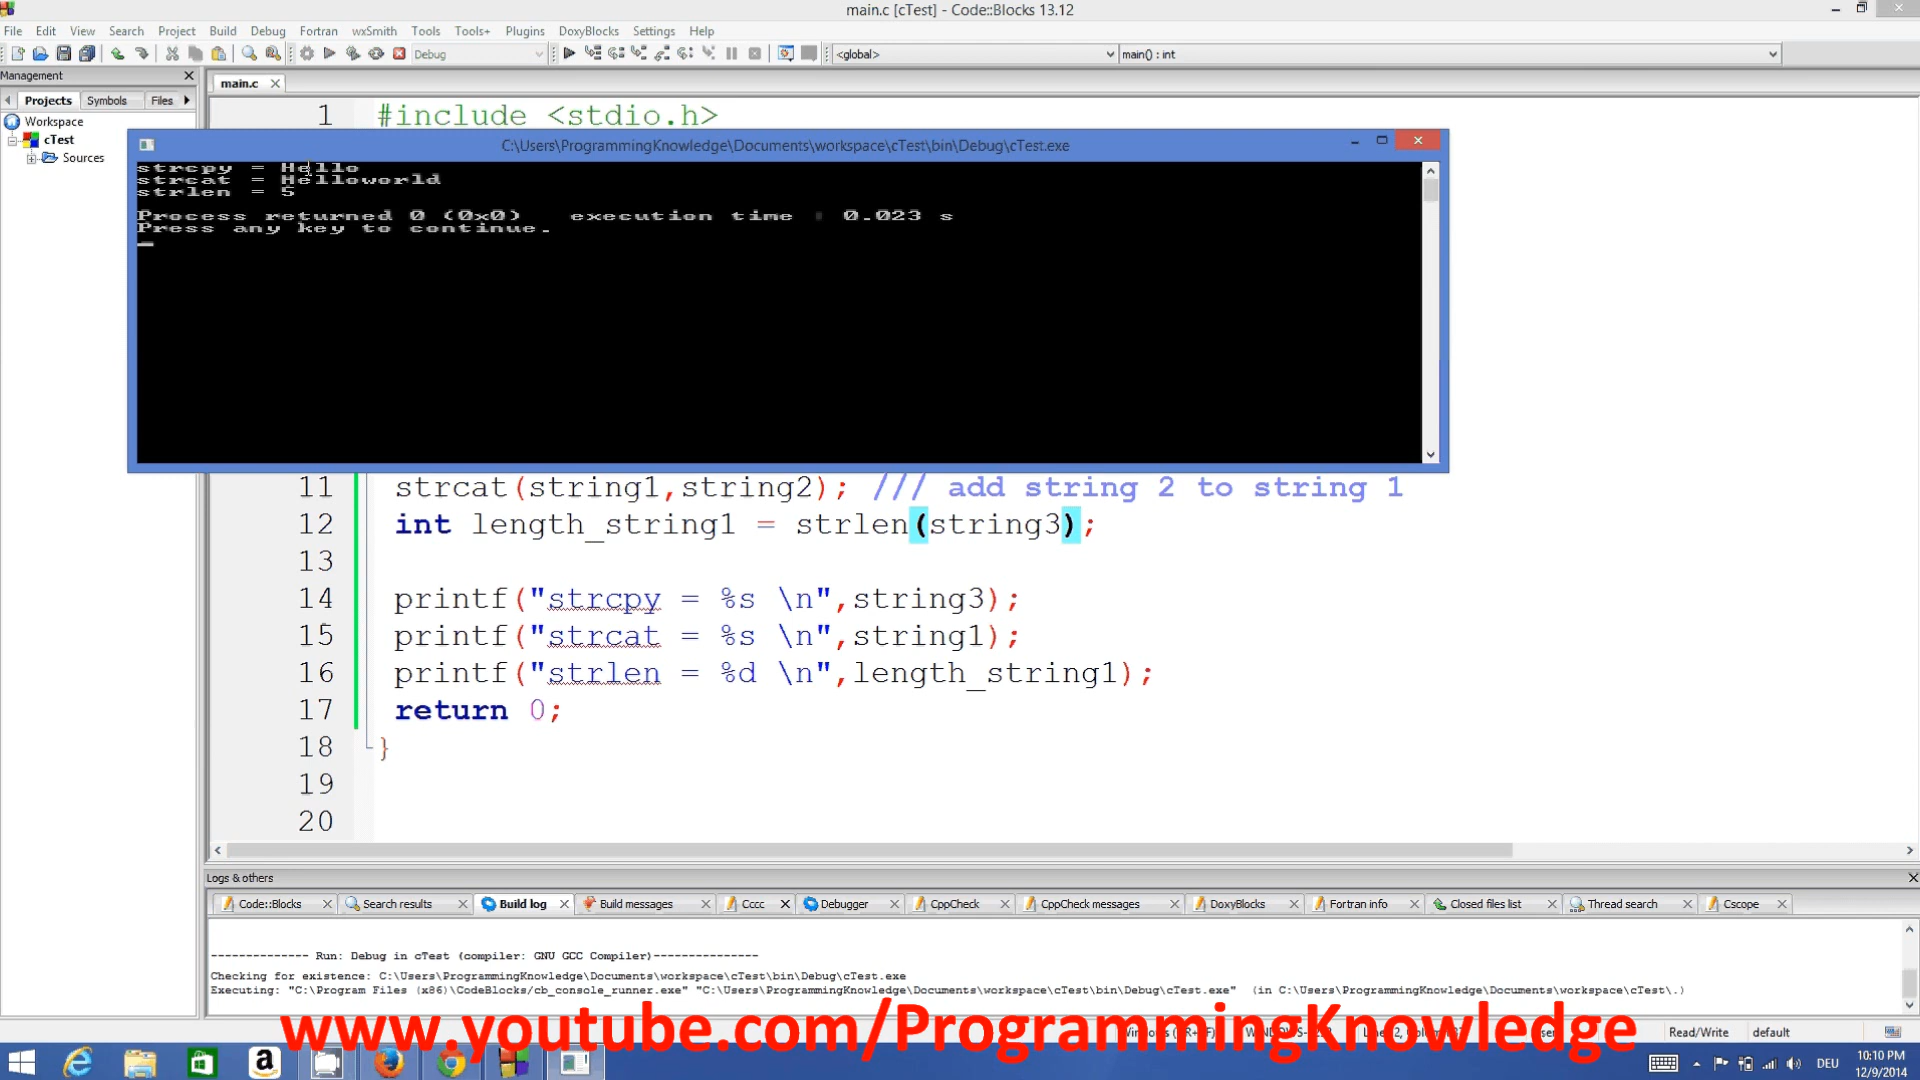 main.c [cTest] - Code::Blocks 13.12
File Edit View Search Project Build Debug Fortran wxSmith Tools Tools+ Plugins DoxyBlocks Settings Help
Debug <global> main() : int
Management
main.c
Projects Symbols Files
Workspace
cTest
Sources
1 #include <stdio.h>
C:\Users\ProgrammingKnowledge\Documents\workspace\cTest\bin\Debug\cTest.exe
strcpy = Hello
strcat = Helloworld
strlen = 5
Process returned 0 (0x0) execution time : 0.023 s
Press any key to continue.
11 strcat(string1,string2); /// add string 2 to string 1
12 int length_string1 = strlen(string3);
13
14 printf("strcpy = %s \n",string3);
15 printf("strcat = %s \n",string1);
16 printf("strlen = %d \n",length_string1);
17 return 0;
18 }
19
20
Logs & others
Code::Blocks Search results Build log Build messages Cccc Debugger CppCheck CppCheck messages DoxyBlocks Fortran info Closed files list Thread search Cscope
-------------- Run: Debug in cTest (compiler: GNU GCC Compiler)---------------
Checking for existence: C:\Users\ProgrammingKnowledge\Documents\workspace\cTest\bin\Debug\cTest.exe
Executing: "C:\Program Files (x86)\CodeBlocks/cb_console_runner.exe" "C:\Users\ProgrammingKnowledge\Documents\workspace\cTest\bin\Debug\cTest.exe" (in C:\Users\ProgrammingKnowledge\Documents\workspace\cTest\.)
www.youtube.com/ProgrammingKnowledge
Read/Write default
DEU
10:10 PM
12/9/2014